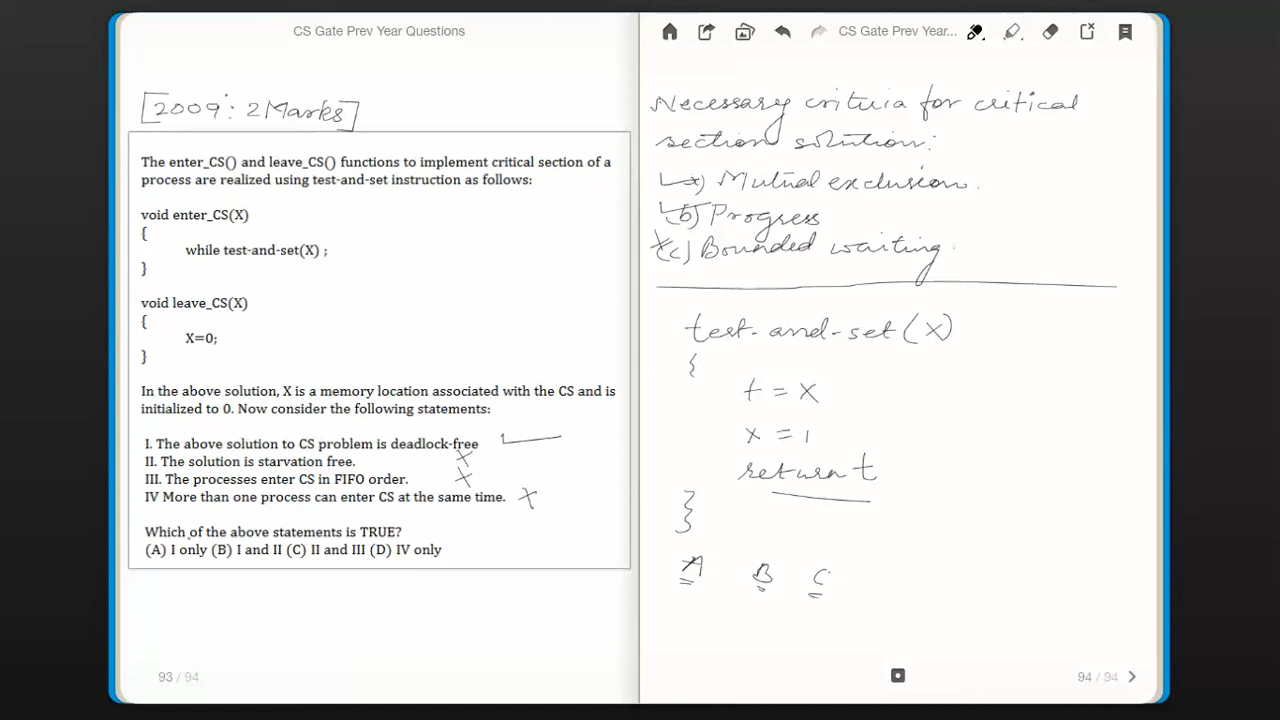 CS Gate Prev Year Questions
[2009: 2Marks]
The enter_CS() and leave_CS() functions to implement critical section of a
process are realized using test-and-set instruction as follows:
void enter_CS(X)
{
while test-and-set(X) ;
}
void leave_CS(X)
{
X=0;
}
In the above solution, X is a memory location associated with the CS and is
initialized to 0. Now consider the following statements:
I. The above solution to CS problem is deadlock-free
II. The solution is starvation free.
III. The processes enter CS in FIFO order.
IV More than one process can enter CS at the same time.
Which of the above statements is TRUE?
(A) I only (B) I and II (C) II and III (D) IV only
93 / 94
CS Gate Prev Year...
Necessary criteria for critical
section solution:
a) Mutual exclusion.
(b) Progress
(c) Bounded waiting.
test-and-set(X)
{
t = X
x = 1
return t
}
A B C
94 / 94